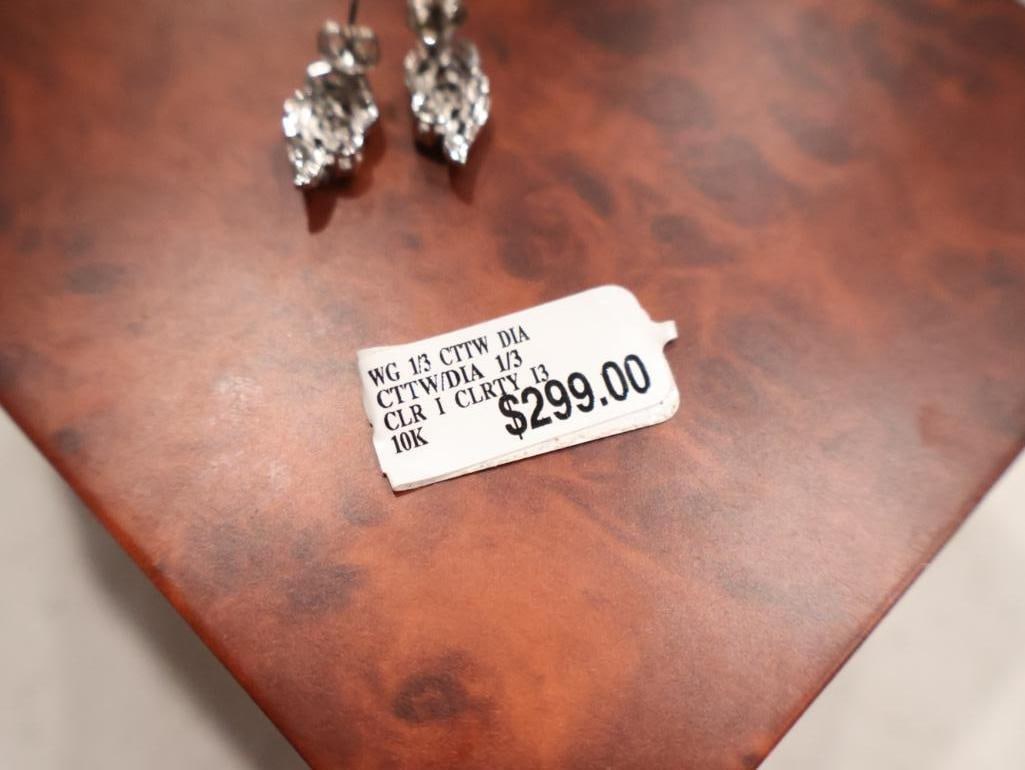 WG 1/3 CTTW DIA
CTTW/DIA 1/3
CLR I CLRTY I3
10K $299.00